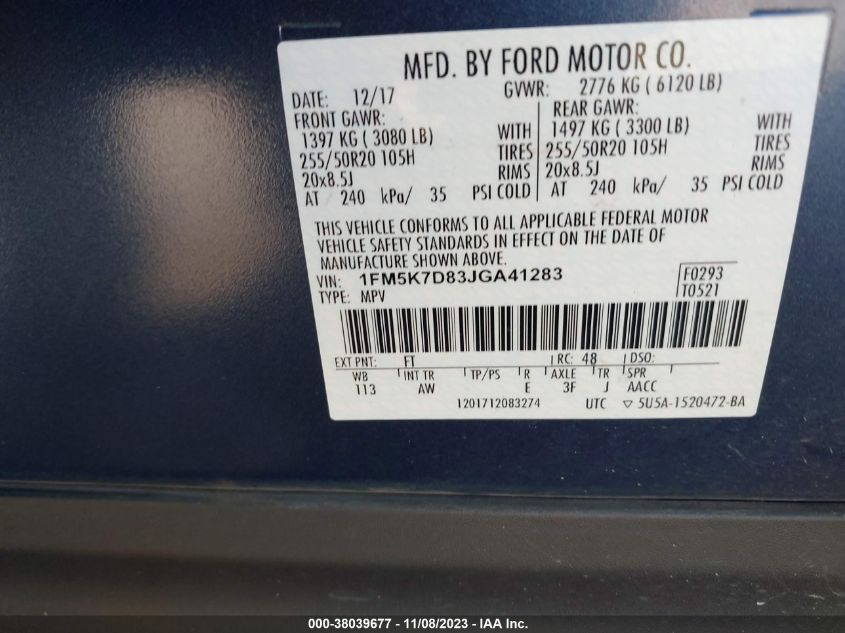 MFD. BY FORD MOTOR CO.
DATE: 12/17 GVWR: 2776 KG ( 6120 LB)
FRONT GAWR: REAR GAWR:
1397 KG ( 3080 LB) WITH 1497 KG ( 3300 LB) WITH
255/50R20 105H TIRES 255/50R20 105H TIRES
20x8.5J RIMS 20x8.5J RIMS
AT 240 kPa/ 35 PSI COLD AT 240 kPa/ 35 PSI COLD
THIS VEHICLE CONFORMS TO ALL APPLICABLE FEDERAL MOTOR
VEHICLE SAFETY STANDARDS IN EFFECT ON THE DATE OF
MANUFACTURE SHOWN ABOVE.
VIN: 1FM5K7D83JGA41283 F0293
TYPE: MPV T0521
EXT PNT: FT RC: 48 DSO:
WB INT TR TP/PS R AXLE TR SPR
113 AW E 3F J AACC
1201712083274 UTC ▽ 5U5A-1520472-BA
000-38039677 - 11/08/2023 - IAA Inc.